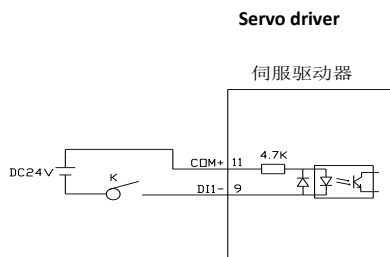 Servo driver
伺服驱动器
COM+ 11 4.7K
DC24V
K
DI1- 9